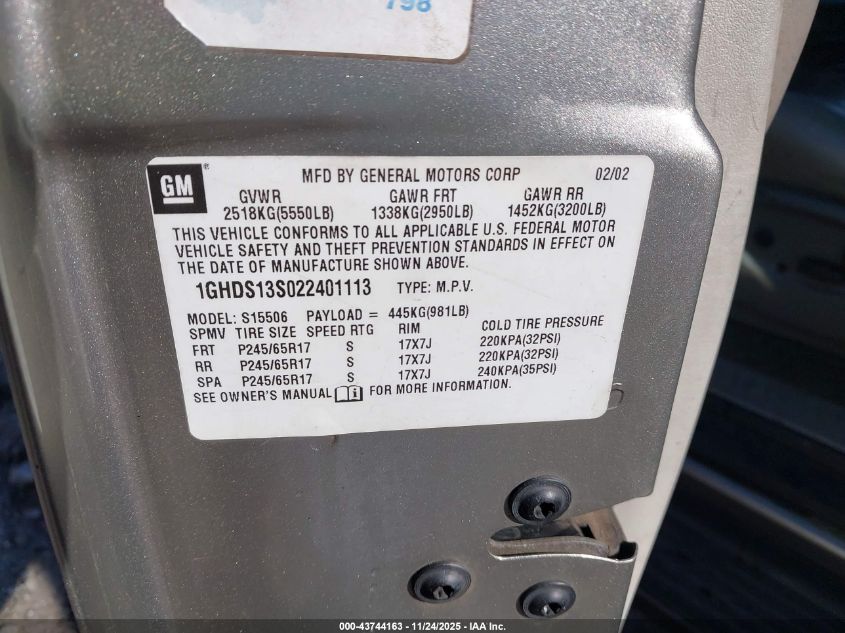 798
GM
MFD BY GENERAL MOTORS CORP 02/02
GVWR GAWR FRT GAWR RR
2518KG(5550LB) 1338KG(2950LB) 1452KG(3200LB)
THIS VEHICLE CONFORMS TO ALL APPLICABLE U.S. FEDERAL MOTOR
VEHICLE SAFETY AND THEFT PREVENTION STANDARDS IN EFFECT ON
THE DATE OF MANUFACTURE SHOWN ABOVE.
1GHDS13S022401113 TYPE: M.P.V.
MODEL: S15506 PAYLOAD = 445KG(981LB)
SPMV TIRE SIZE SPEED RTG RIM COLD TIRE PRESSURE
FRT P245/65R17 S 17X7J 220KPA(32PSI)
RR P245/65R17 S 17X7J 220KPA(32PSI)
SPA P245/65R17 S 17X7J 240KPA(35PSI)
SEE OWNER'S MANUAL FOR MORE INFORMATION.
000-43744163 - 11/24/2025 - IAA Inc.